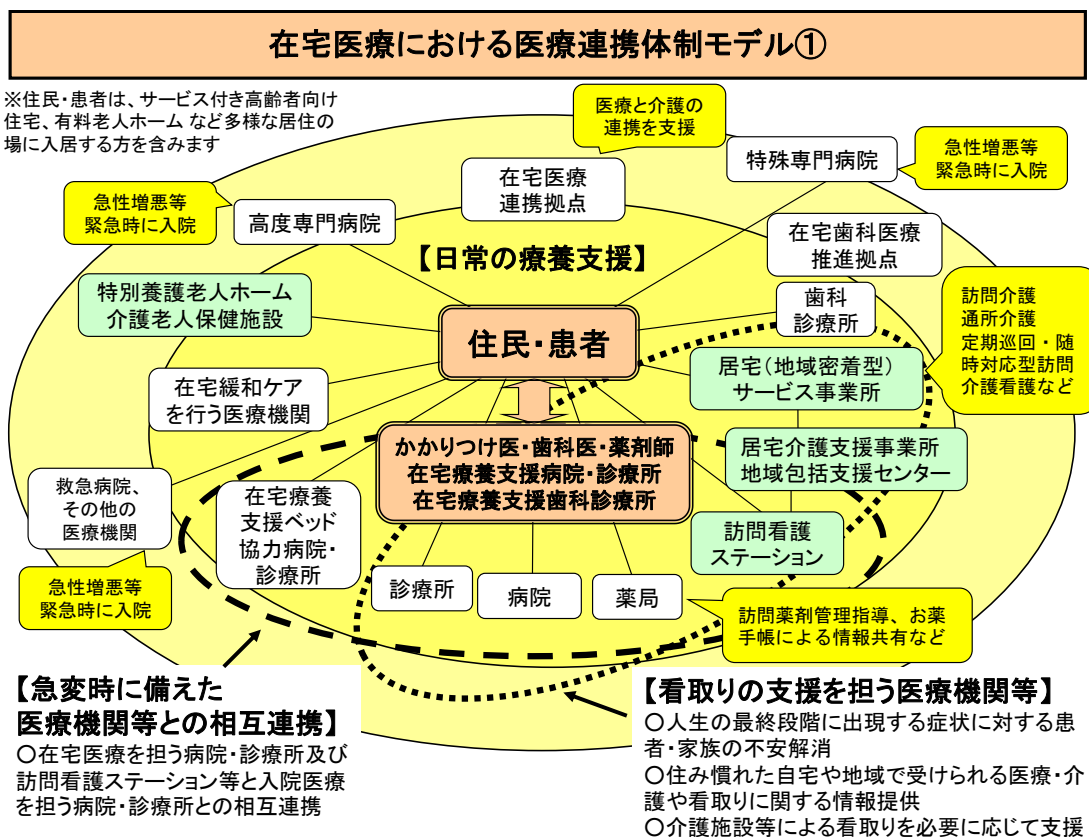 在宅医療における医療連携体制モデル①
※住民・患者は、サービス付き高齢者向け
住宅、有料老人ホーム など多様な居住の
場に入居する方を含みます
医療と介護の
連携を支援
特殊専門病院
急性増悪等
緊急時に入院
在宅医療
連携拠点
急性増悪等
緊急時に入院
高度専門病院
在宅歯科医療
推進拠点
【日常の療養支援】
特別養護老人ホーム
介護老人保健施設
歯科
診療所
訪問介護
通所介護
定期巡回・随
時対応型訪問
介護看護など
住民・患者
居宅（地域密着型）
サービス事業所
在宅緩和ケア
を行う医療機関
かかりつけ医・歯科医・薬剤師
在宅療養支援病院・診療所
在宅療養支援歯科診療所
居宅介護支援事業所
地域包括支援センター
救急病院、
その他の
医療機関
在宅療養
支援ベッド
協力病院・
診療所
訪問看護
ステーション
急性増悪等
緊急時に入院
診療所
病院
薬局
訪問薬剤管理指導、お薬
手帳による情報共有など
【急変時に備えた
医療機関等との相互連携】
〇在宅医療を担う病院・診療所及び
訪問看護ステーション等と入院医療
を担う病院・診療所との相互連携
【看取りの支援を担う医療機関等】
〇人生の最終段階に出現する症状に対する患
者・家族の不安解消
〇住み慣れた自宅や地域で受けられる医療・介
護や看取りに関する情報提供
〇介護施設等による看取りを必要に応じて支援